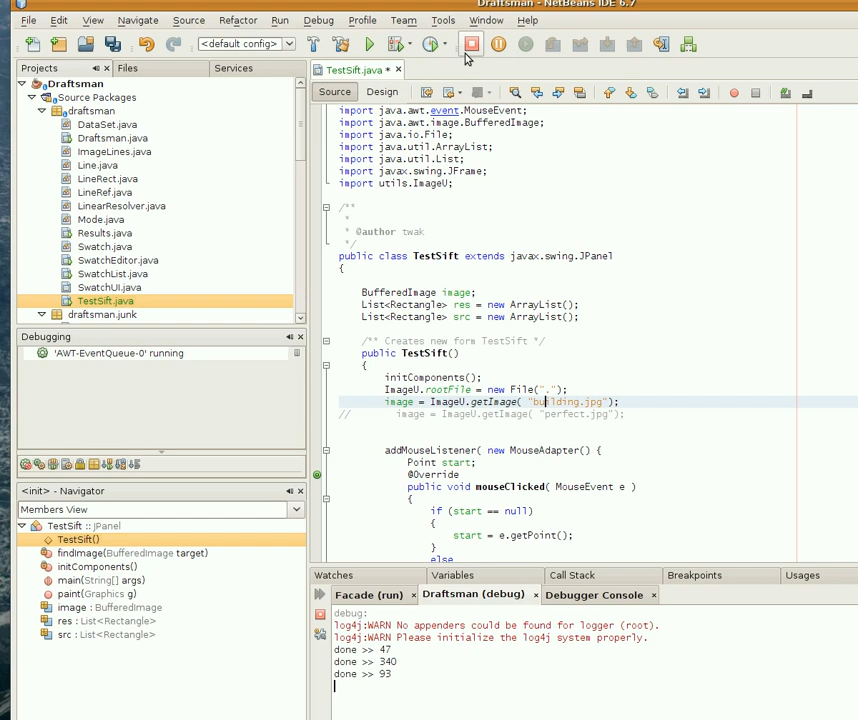 Draftsman - NetBeans IDE 6.7
File Edit View Navigate Source Refactor Run Debug Profile Team Tools Window Help
<default config>
Projects Files Services
Draftsman
Source Packages
draftsman
DataSet.java
Draftsman.java
ImageLines.java
Line.java
LineRect.java
LineRef.java
LinearResolver.java
Mode.java
Results.java
Swatch.java
SwatchEditor.java
SwatchList.java
SwatchUI.java
TestSift.java
draftsman.junk
Debugging
'AWT-EventQueue-0' running
<init> - Navigator
Members View
TestSift :: JPanel
TestSift()
findImage(BufferedImage target)
initComponents()
main(String[] args)
paint(Graphics g)
image : BufferedImage
res : List<Rectangle>
src : List<Rectangle>
TestSift.java *
Source Design
import java.awt.event.MouseEvent;
import java.awt.image.BufferedImage;
import java.io.File;
import java.util.ArrayList;
import java.util.List;
import javax.swing.JFrame;
import utils.ImageU;
/**
*
* @author twak
*/
public class TestSift extends javax.swing.JPanel
{
BufferedImage image;
List<Rectangle> res = new ArrayList();
List<Rectangle> src = new ArrayList();
/** Creates new form TestSift */
public TestSift()
{
initComponents();
ImageU.rootFile = new File(".");
image = ImageU.getImage( "building.jpg");
// image = ImageU.getImage( "perfect.jpg");
addMouseListener( new MouseAdapter() {
Point start;
@Override
public void mouseClicked( MouseEvent e )
{
if (start == null)
{
start = e.getPoint();
}
else
Watches Variables Call Stack Breakpoints Usages
Facade (run) Draftsman (debug) Debugger Console
debug:
log4j:WARN No appenders could be found for logger (root).
log4j:WARN Please initialize the log4j system properly.
done >> 47
done >> 340
done >> 93